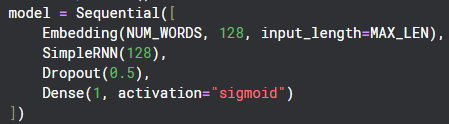 model = Sequential([
    Embedding(NUM_WORDS, 128, input_length=MAX_LEN),
    SimpleRNN(128),
    Dropout(0.5),
    Dense(1, activation="sigmoid")
])